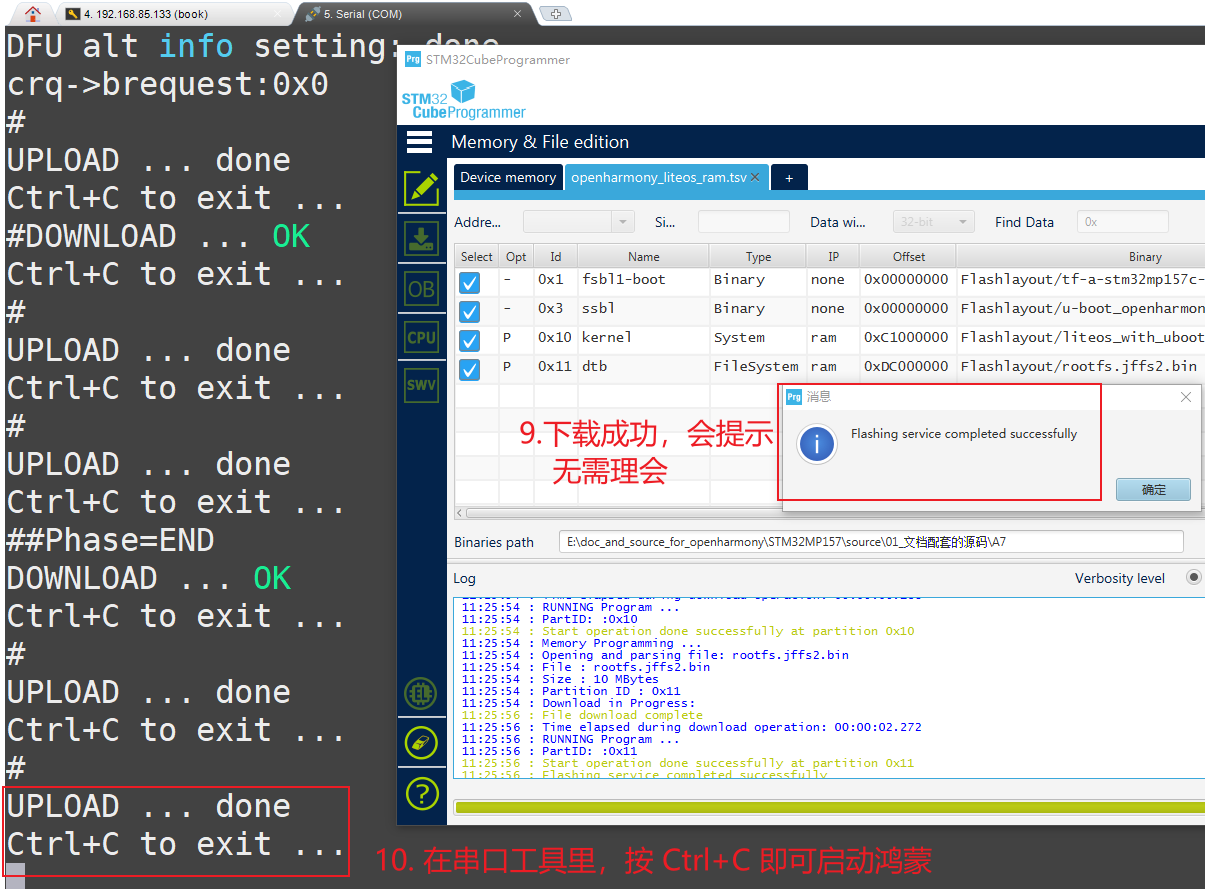 4. 192.168.85.133 (book)
5. Serial (COM)
DFU alt info setting: done
crq->brequest:0x0
#
UPLOAD ... done
Ctrl+C to exit ...
#DOWNLOAD ... OK
Ctrl+C to exit ...
#
UPLOAD ... done
Ctrl+C to exit ...
#
UPLOAD ... done
Ctrl+C to exit ...
##Phase=END
DOWNLOAD ... OK
Ctrl+C to exit ...
#
UPLOAD ... done
Ctrl+C to exit ...
#
UPLOAD ... done
Ctrl+C to exit ...
10. 在串口工具里，按 Ctrl+C 即可启动鸿蒙
Prg STM32CubeProgrammer
STM32
CubeProgrammer
Memory & File edition
Device memory openharmony_liteos_ram.tsv × +
OB
CPU
SWV
Addre... Si... Data wi... 32-bit Find Data 0x
Select Opt Id Name Type IP Offset Binary
- 0x1 fsbl1-boot Binary none 0x00000000 Flashlayout/tf-a-stm32mp157c-
- 0x3 ssbl Binary none 0x00000000 Flashlayout/u-boot_openharmon
P 0x10 kernel System ram 0xC1000000 Flashlayout/liteos_with_uboot
P 0x11 dtb FileSystem ram 0xDC000000 Flashlayout/rootfs.jffs2.bin
9.下载成功，会提示
无需理会
Prg 消息
Flashing service completed successfully
确定
Binaries path E:\doc_and_source_for_openharmony\STM32MP157\source\01_文档配套的源码\A7
Log Verbosity level
11:25:54 : RUNNING Program ...
11:25:54 : PartID: :0x10
11:25:54 : Start operation done successfully at partition 0x10
11:25:54 : Memory Programming ...
11:25:54 : Opening and parsing file: rootfs.jffs2.bin
11:25:54 : File : rootfs.jffs2.bin
11:25:54 : Size : 10 MBytes
11:25:54 : Partition ID : 0x11
11:25:54 : Download in Progress:
11:25:56 : File download complete
11:25:56 : Time elapsed during download operation: 00:00:02.272
11:25:56 : RUNNING Program ...
11:25:56 : PartID: :0x11
11:25:56 : Start operation done successfully at partition 0x11
11:25:56 : Flashing service completed successfully